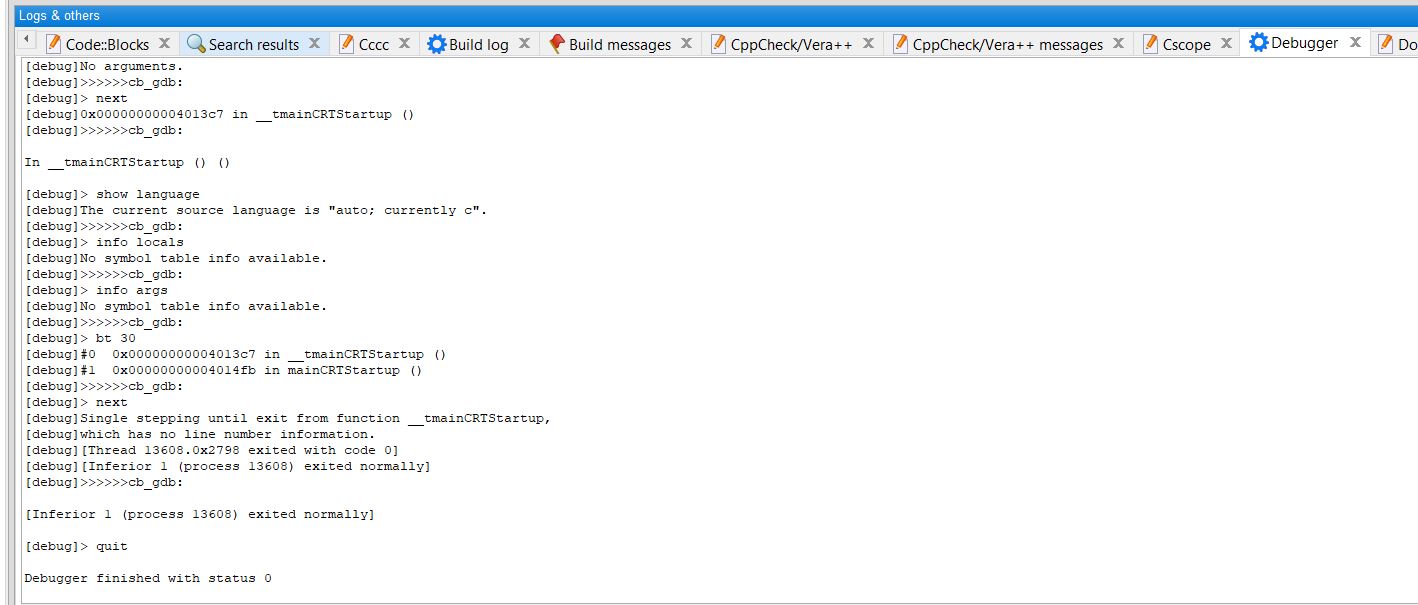 Logs & others
Code::Blocks X Search results X Cccc X Build log X Build messages X CppCheck/Vera++ X CppCheck/Vera++ messages X Cscope X Debugger X Do
[debug]No arguments.
[debug]>>>>>>cb_gdb:
[debug]> next
[debug]0x00000000004013c7 in __tmainCRTStartup ()
[debug]>>>>>>cb_gdb:
In __tmainCRTStartup () ()
[debug]> show language
[debug]The current source language is "auto; currently c".
[debug]>>>>>>cb_gdb:
[debug]> info locals
[debug]No symbol table info available.
[debug]>>>>>>cb_gdb:
[debug]> info args
[debug]No symbol table info available.
[debug]>>>>>>cb_gdb:
[debug]> bt 30
[debug]#0  0x00000000004013c7 in __tmainCRTStartup ()
[debug]#1  0x00000000004014fb in mainCRTStartup ()
[debug]>>>>>>cb_gdb:
[debug]> next
[debug]Single stepping until exit from function __tmainCRTStartup,
[debug]which has no line number information.
[debug][Thread 13608.0x2798 exited with code 0]
[debug][Inferior 1 (process 13608) exited normally]
[debug]>>>>>>cb_gdb:
[Inferior 1 (process 13608) exited normally]
[debug]> quit
Debugger finished with status 0